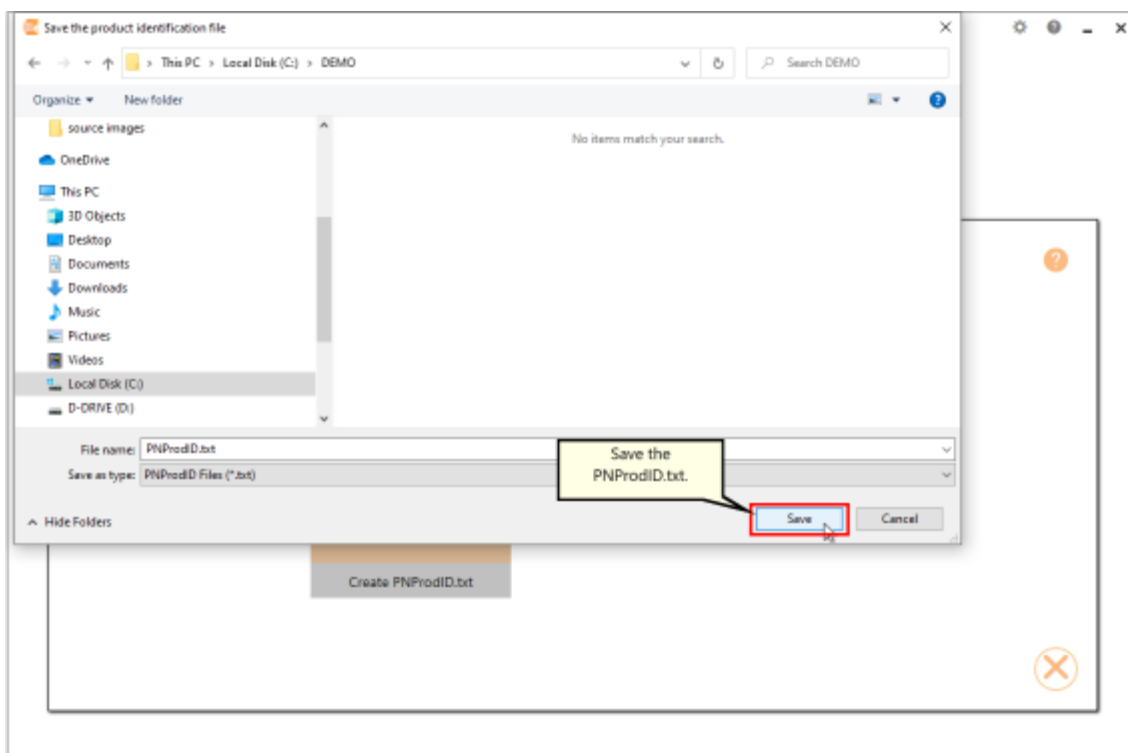 Save the product identification file
This PC > Local Disk (C:) > DEMO
Search DEMO
Organize
New folder
source images
No items match your search.
OneDrive
This PC
3D Objects
Desktop
Documents
Downloads
Music
Pictures
Videos
Local Disk (C:)
D-DRIVE (D:)
File name: PNProdID.txt
Save as type: PNProdID Files (*.txt)
Save the
PNProdID.txt.
Hide Folders
Save
Cancel
Create PNProdID.txt